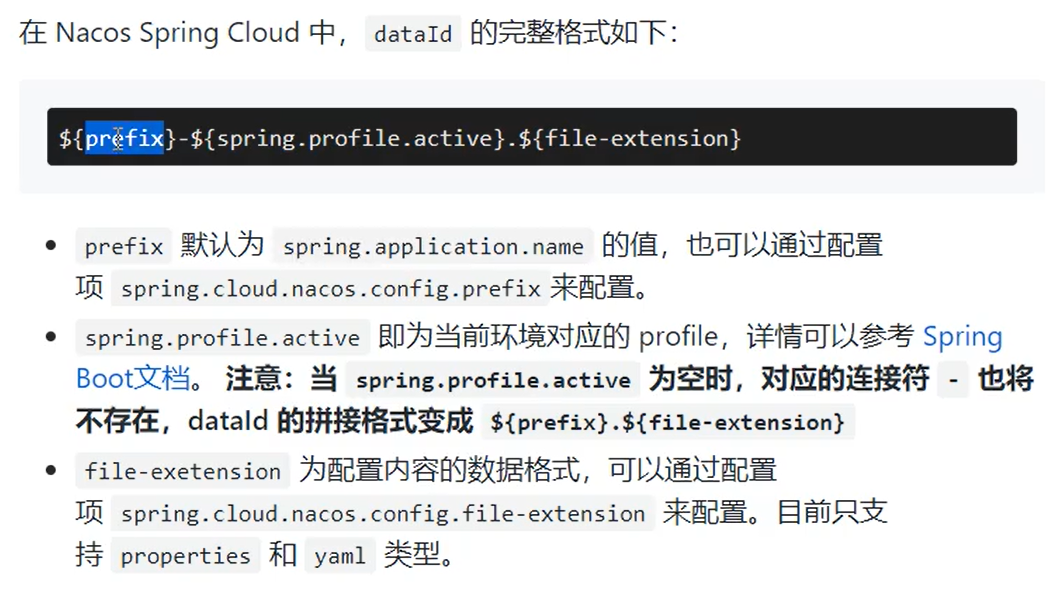 在 Nacos Spring Cloud 中， dataId 的完整格式如下：
${prefix}-${spring.profile.active}.${file-extension}
prefix 默认为 spring.application.name 的值，也可以通过配置
项 spring.cloud.nacos.config.prefix 来配置。
spring.profile.active 即为当前环境对应的 profile，详情可以参考 Spring
Boot文档。 注意：当 spring.profile.active 为空时，对应的连接符 - 也将
不存在，dataId 的拼接格式变成 ${prefix}.${file-extension}
file-exetension 为配置内容的数据格式，可以通过配置
项 spring.cloud.nacos.config.file-extension 来配置。目前只支
持 properties 和 yaml 类型。